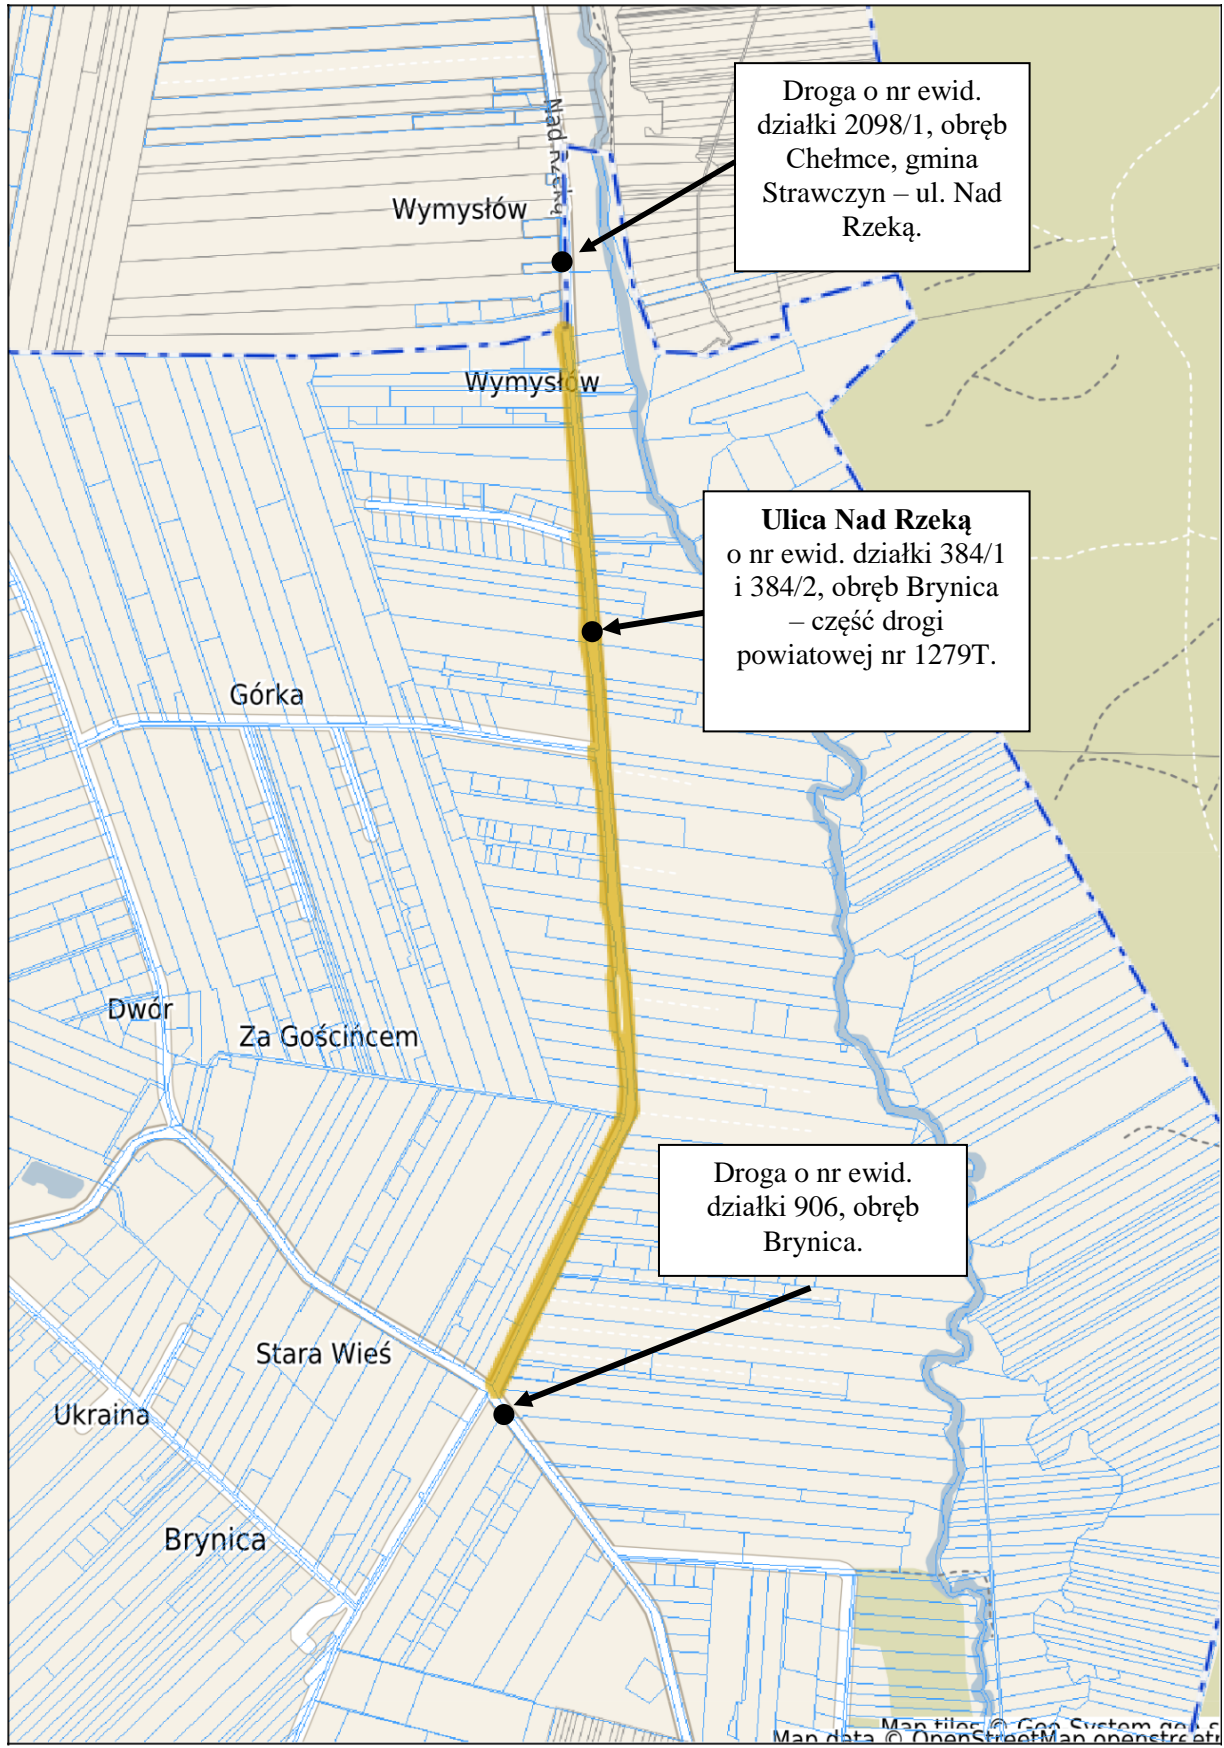 Droga o nr ewid.
działki 2098/1, obręb
Chełmce, gmina
Strawczyn – ul. Nad
Rzeką.
Nad Rzeką
Wymysłów
Wymysłów
Ulica Nad Rzeką
o nr ewid. działki 384/1
i 384/2, obręb Brynica
– część drogi
powiatowej nr 1279T.
Górka
Dwór
Za Gościńcem
Droga o nr ewid.
działki 906, obręb
Brynica.
Stara Wieś
Ukraina
Brynica
Map tiles © Geo-System
Map data © OpenStreetMap